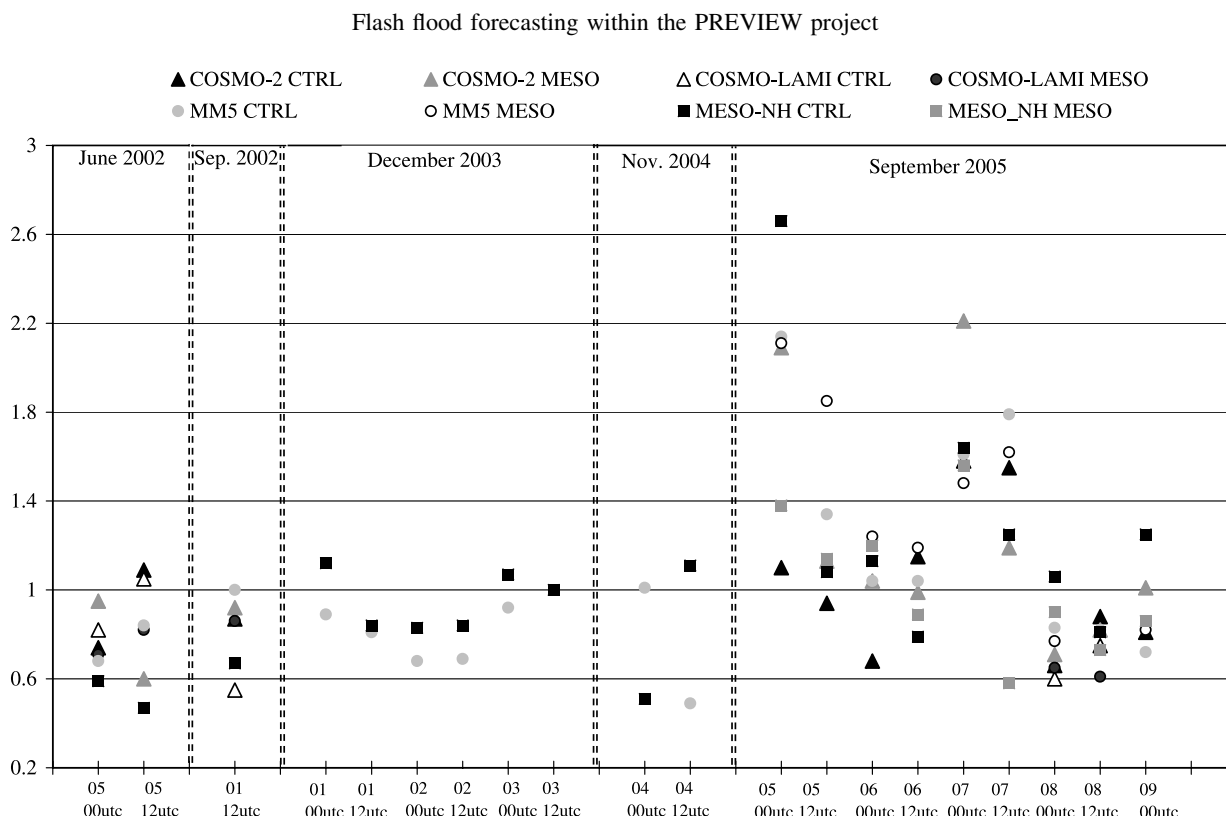 Flash flood forecasting within the PREVIEW project
COSMO-2 CTRL COSMO-2 MESO COSMO-LAMI CTRL COSMO-LAMI MESO
MM5 CTRL MM5 MESO MESO-NH CTRL MESO_NH MESO
3
June 2002 Sep. 2002 December 2003 Nov. 2004 September 2005
2.6
2.2
1.8
1.4
1
0.6
0.2
05 05 01 01 01 02 02 03 03 04 04 05 05 06 06 07 07 08 08 09
00utc 12utc 12utc 00utc 12utc 00utc 12utc 00utc 12utc 00utc 12utc 00utc 12utc 00utc 12utc 00utc 12utc 00utc 12utc 00utc